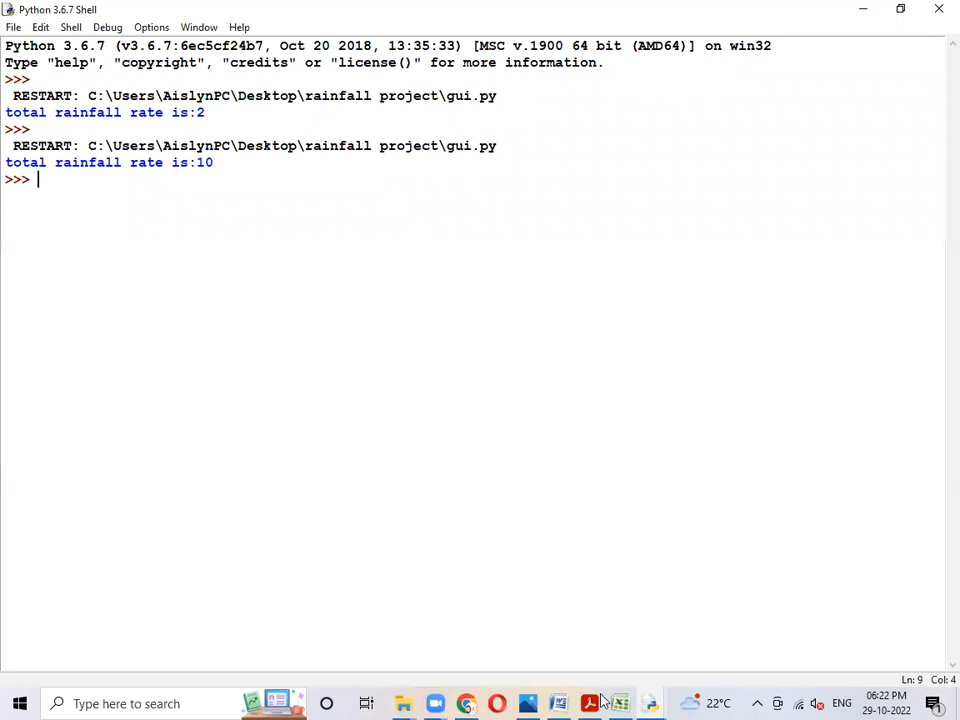 Python 3.6.7 Shell
File Edit Shell Debug Options Window Help
Python 3.6.7 (v3.6.7:6ec5cf24b7, Oct 20 2018, 13:35:33) [MSC v.1900 64 bit (AMD64)] on win32
Type "help", "copyright", "credits" or "license()" for more information.
>>>
RESTART: C:\Users\AislynPC\Desktop\rainfall project\gui.py
total rainfall rate is:2
>>>
RESTART: C:\Users\AislynPC\Desktop\rainfall project\gui.py
total rainfall rate is:10
>>>
Ln: 9 Col: 4
Type here to search
22°C
ENG
06:22 PM
29-10-2022
1